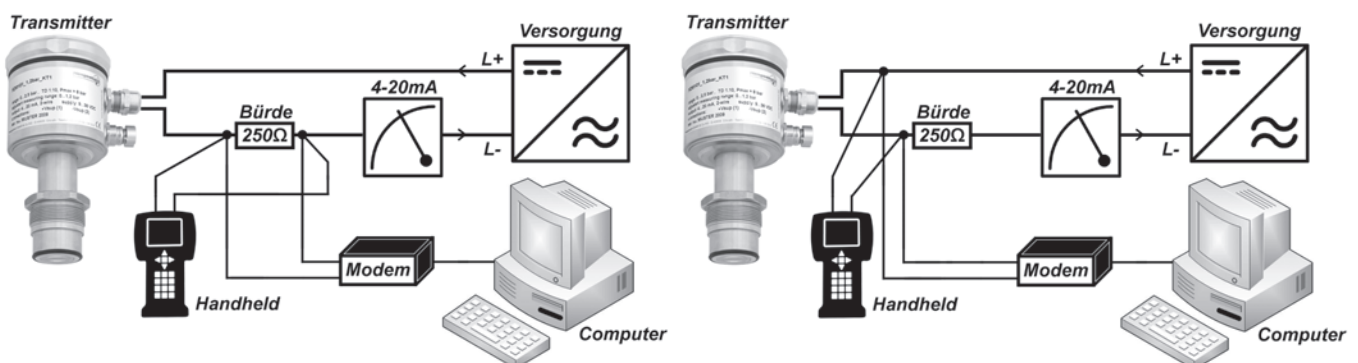 Transmitter
Versorgung
L+
4-20mA
Bürde
250Ω
L-
Modem
Handheld
Computer
Transmitter
Versorgung
L+
4-20mA
Bürde
250Ω
L-
Modem
Handheld
Computer